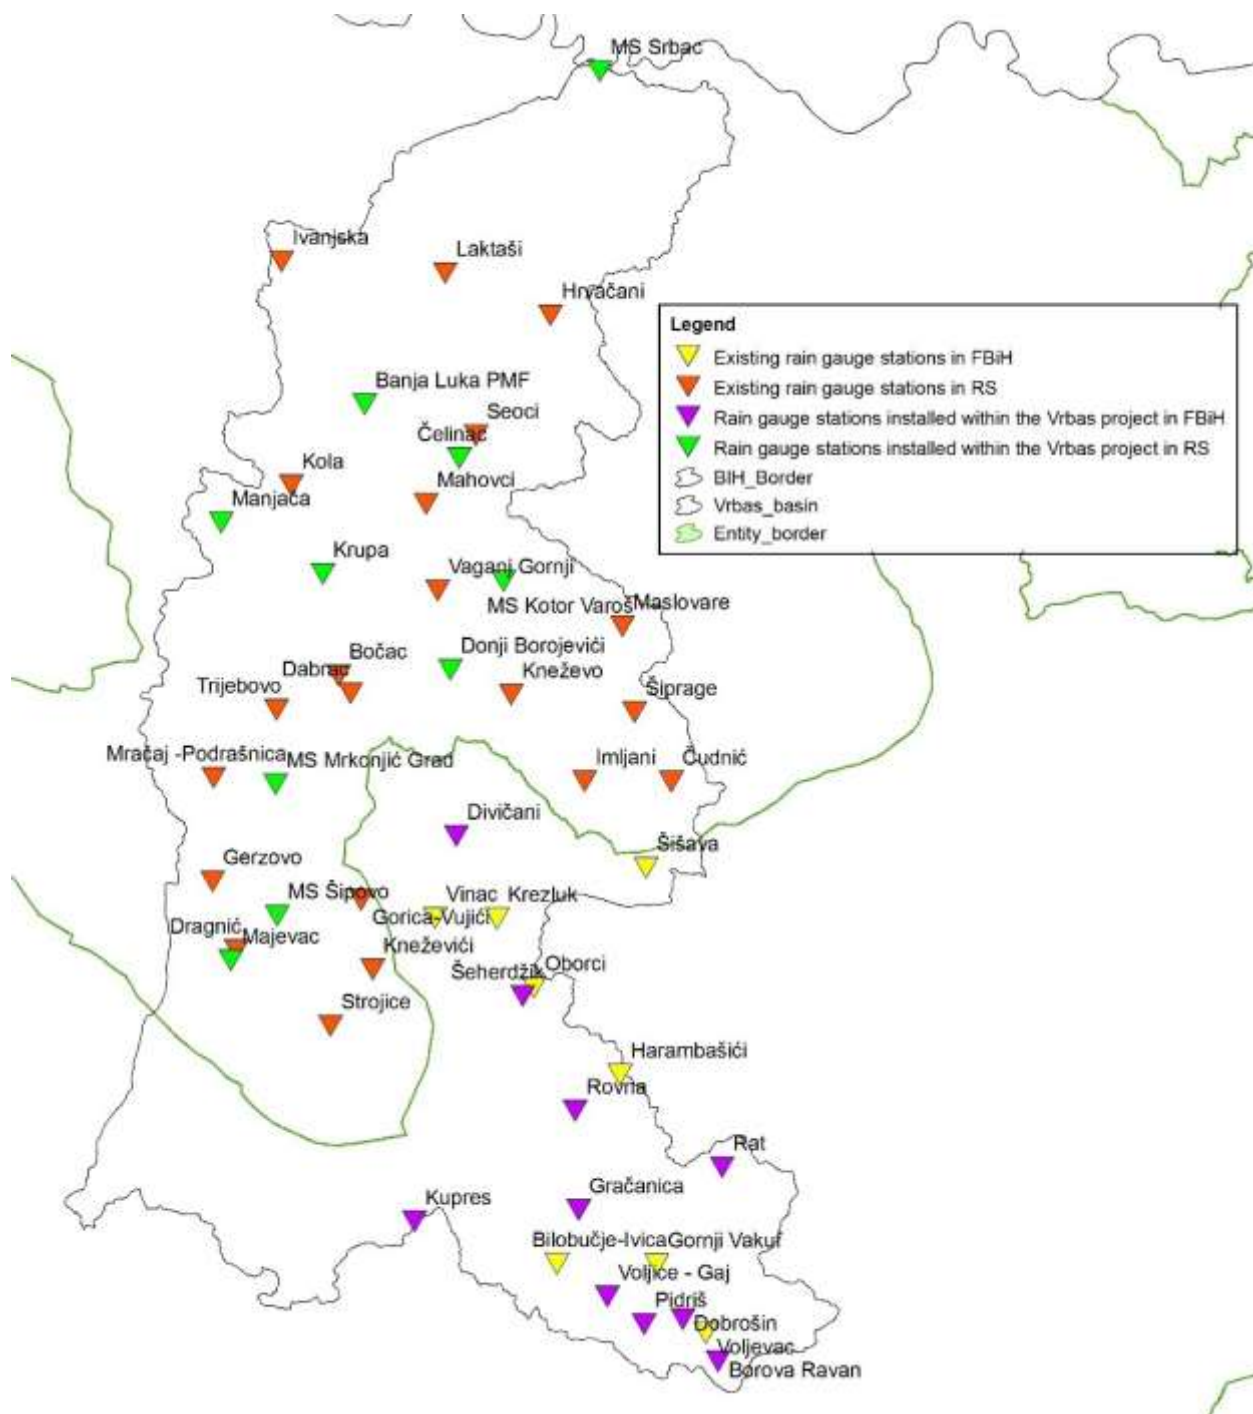 MS Srbac
Ivanjska
Laktaši
Hrvačani
Legend
Existing rain gauge stations in FBiH
Existing rain gauge stations in RS
Rain gauge stations installed within the Vrbas project in FBiH
Rain gauge stations installed within the Vrbas project in RS
BIH_Border
Vrbas_basin
Entity_border
Banja Luka PMF
Seoci
Čelinac
Kola
Mahovci
Manjača
Krupa
Vagani Gornji
MS Kotor Varoš
Maslovare
Bočac
Donji Borojevići
Dabrac
Kneževo
Trijebovo
Šiprage
Mračaj -Podrašnica
MS Mrkonjić Grad
Imljani
Čudnić
Divičani
Šišava
Gerzovo
MS Šipovo
Vinac
Krezluk
Gorica-Vujići
Dragnić
Majevac
Kneževići
Šeherdžik
Oborci
Strojice
Harambašići
Rovna
Rat
Gračanica
Kupres
Bilobučje-Ivica
Gornji Vakuf
Voljice - Gaj
Pidriš
Dobrošin
Voljevac
Borova Ravan